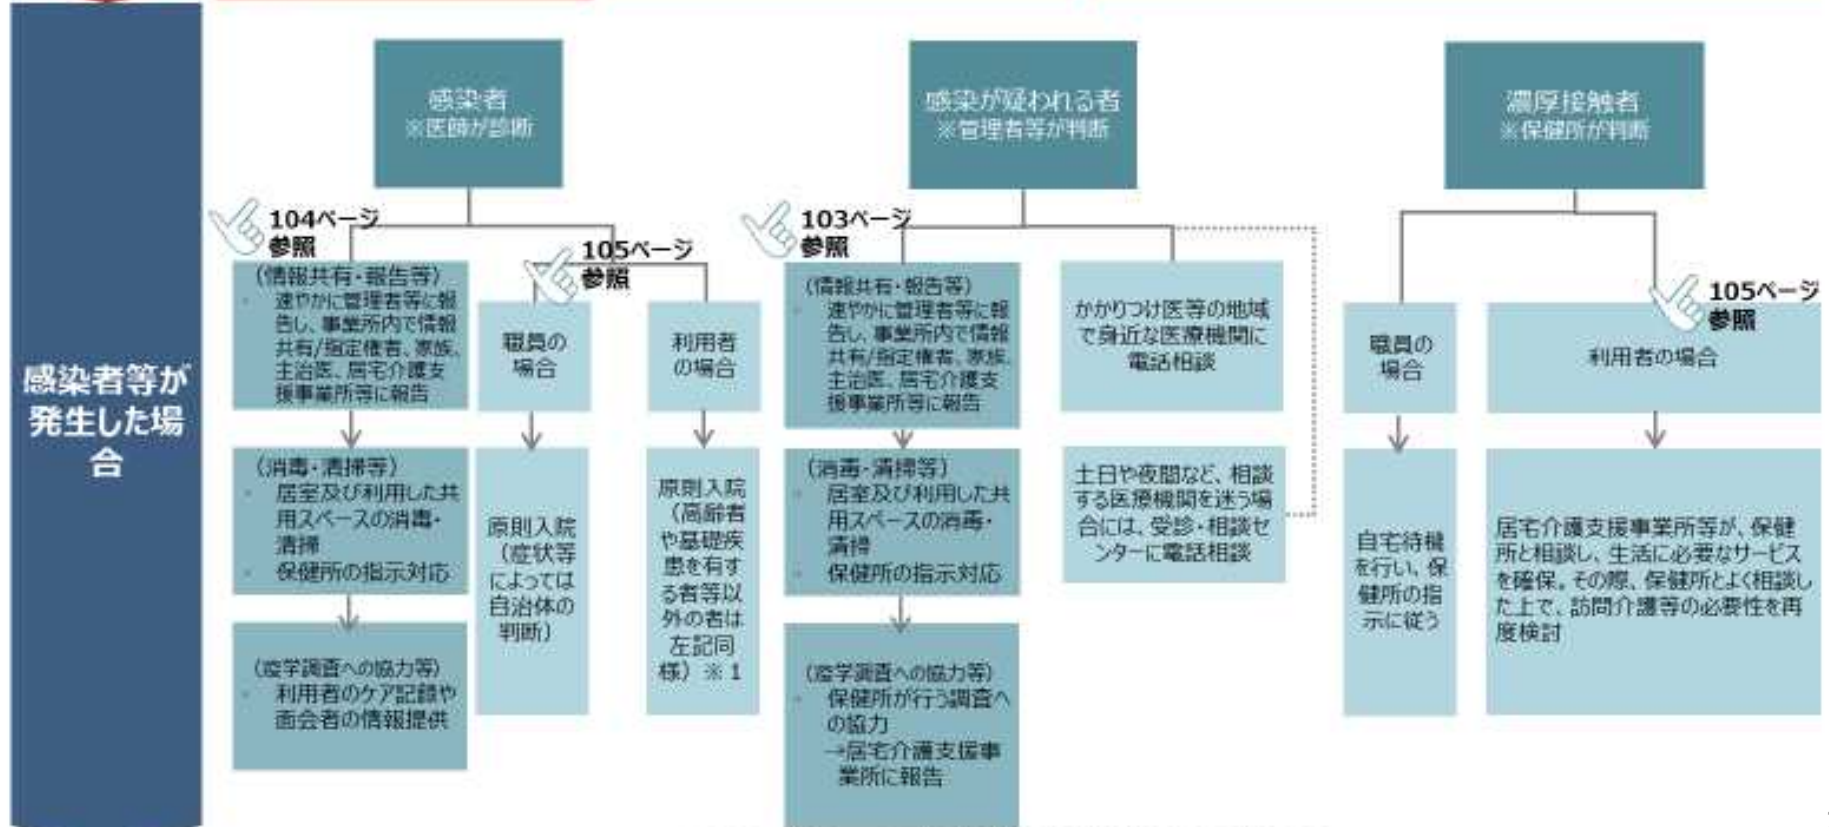 感染者等が
発生した場
合
感染者
※医師が診断
104ページ
参照
(情報共有・報告等)
速やかに管理者等に報
告し、事業所内で情報
共有/指定権者、家族、
主治医、居宅介護支
援事業所等に報告
(消毒・清掃等)
居室及び利用した共
用スペースの消毒・
清掃
保健所の指示対応
(疫学調査への協力等)
利用者のケア記録や
面会者の情報提供
105ページ
参照
職員の
場合
原則入院
(症状等
によっては
自治体の
判断)
利用者
の場合
原則入院
(高齢者
や基礎疾
患を有す
る者等以
外の者は
左記同
様)※1
感染が疑われる者
※管理者等が判断
103ページ
参照
(情報共有・報告等)
速やかに管理者等に報
告し、事業所内で情報
共有/指定権者、家族、
主治医、居宅介護支
援事業所等に報告
(消毒・清掃等)
居室及び利用した共
用スペースの消毒・
清掃
保健所の指示対応
(疫学調査への協力等)
保健所が行う調査へ
の協力
→居宅介護支援事
業所に報告
かかりつけ医等の地域
で身近な医療機関に
電話相談
土日や夜間など、相談
する医療機関を迷う場
合には、受診・相談セ
ンターに電話相談
濃厚接触者
※保健所が判断
職員の
場合
自宅待機
を行い、保
健所の指
示に従う
105ページ
参照
利用者の場合
居宅介護支援事業所等が、保健
所と相談し、生活に必要なサービス
を確保。その際、保健所とよく相談し
た上で、訪問介護等の必要性を再
度検討